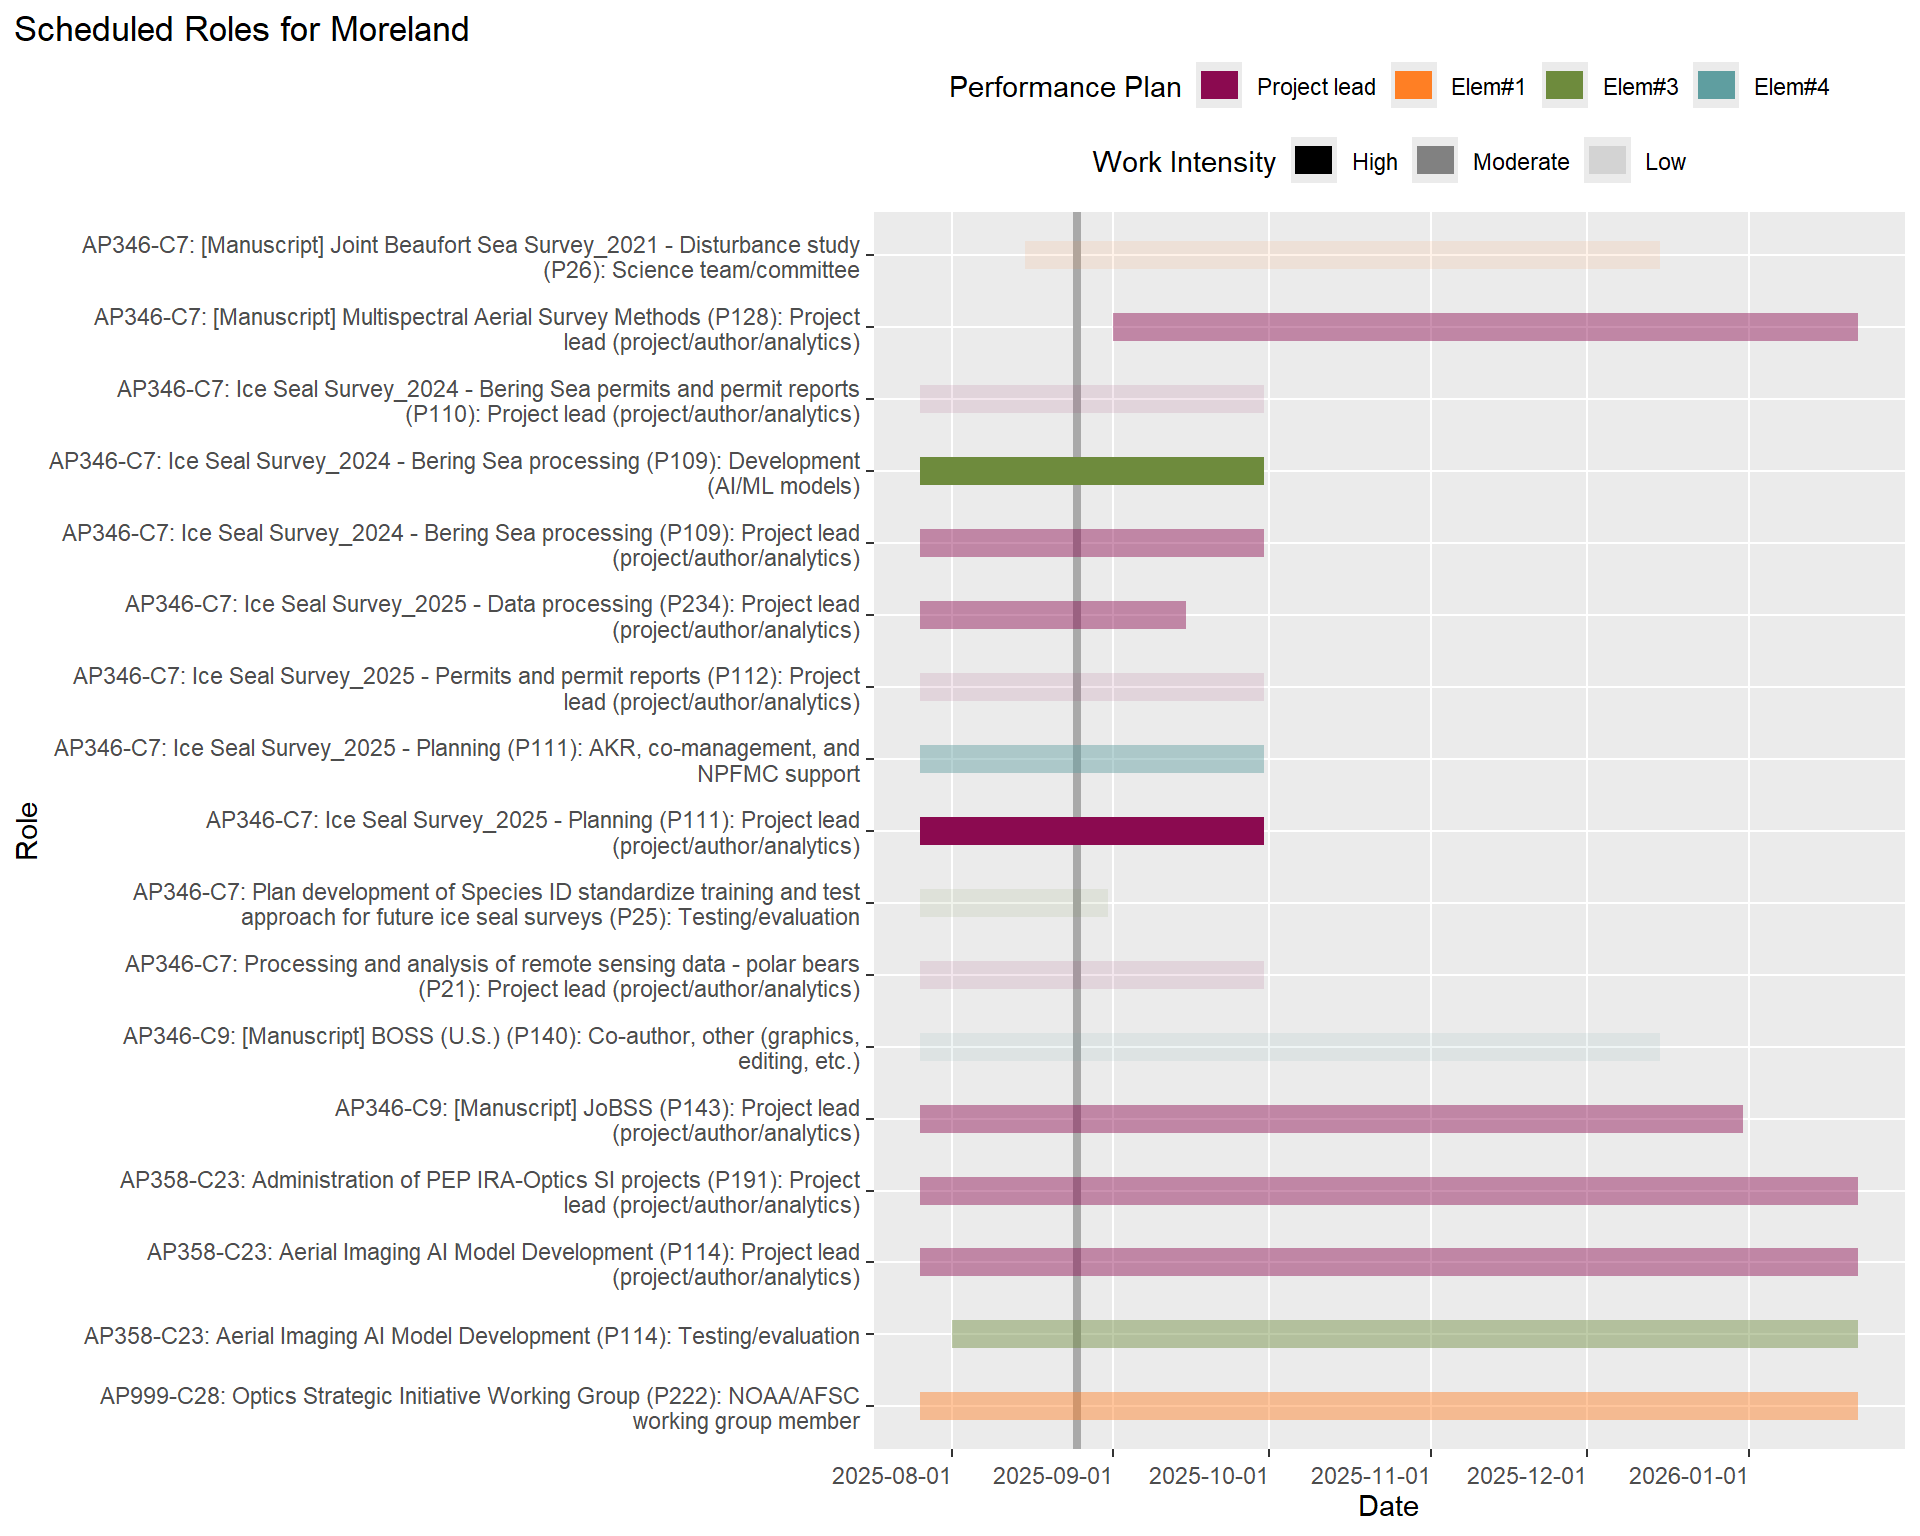 Scheduled Roles for Moreland
Performance Plan Project lead Elem#1 Elem#3 Elem#4
Work Intensity High Moderate Low
AP346-C7: [Manuscript] Joint Beaufort Sea Survey_2021 - Disturbance study
(P26): Science team/committee
AP346-C7: [Manuscript] Multispectral Aerial Survey Methods (P128): Project
lead (project/author/analytics)
AP346-C7: Ice Seal Survey_2024 - Bering Sea permits and permit reports
(P110): Project lead (project/author/analytics)
AP346-C7: Ice Seal Survey_2024 - Bering Sea processing (P109): Development
(AI/ML models)
AP346-C7: Ice Seal Survey_2024 - Bering Sea processing (P109): Project lead
(project/author/analytics)
AP346-C7: Ice Seal Survey_2025 - Data processing (P234): Project lead
(project/author/analytics)
AP346-C7: Ice Seal Survey_2025 - Permits and permit reports (P112): Project
lead (project/author/analytics)
AP346-C7: Ice Seal Survey_2025 - Planning (P111): AKR, co-management, and
NPFMC support
AP346-C7: Ice Seal Survey_2025 - Planning (P111): Project lead
(project/author/analytics)
AP346-C7: Plan development of Species ID standardize training and test
approach for future ice seal surveys (P25): Testing/evaluation
AP346-C7: Processing and analysis of remote sensing data - polar bears
(P21): Project lead (project/author/analytics)
AP346-C9: [Manuscript] BOSS (U.S.) (P140): Co-author, other (graphics,
editing, etc.)
AP346-C9: [Manuscript] JoBSS (P143): Project lead
(project/author/analytics)
AP358-C23: Administration of PEP IRA-Optics SI projects (P191): Project
lead (project/author/analytics)
AP358-C23: Aerial Imaging AI Model Development (P114): Project lead
(project/author/analytics)
AP358-C23: Aerial Imaging AI Model Development (P114): Testing/evaluation
AP999-C28: Optics Strategic Initiative Working Group (P222): NOAA/AFSC
working group member
Role
2025-08-01 2025-09-01 2025-10-01 2025-11-01 2025-12-01 2026-01-01
Date